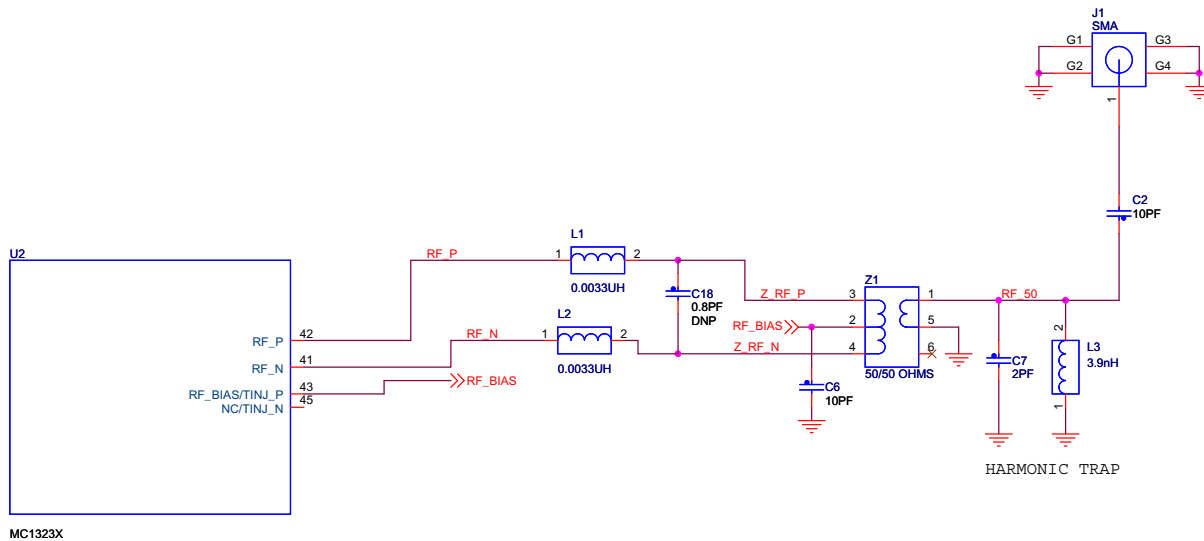 J1
SMA
G1
G3
G2
G4
1
C2
10PF
U2
RF_P
L1
1
2
0.0033UH
C18
0.8PF
DNP
Z1
Z_RF_P
3
1
RF_50
RF_BIAS
2
5
Z_RF_N
4
6
50/50 OHMS
L2
1
2
0.0033UH
RF_N
RF_P
42
RF_N
41
RF_BIAS/TINJ_P
43
NC/TINJ_N
45
RF_BIAS
C6
10PF
C7
2PF
2
L3
3.9nH
1
HARMONIC TRAP
MC1323X